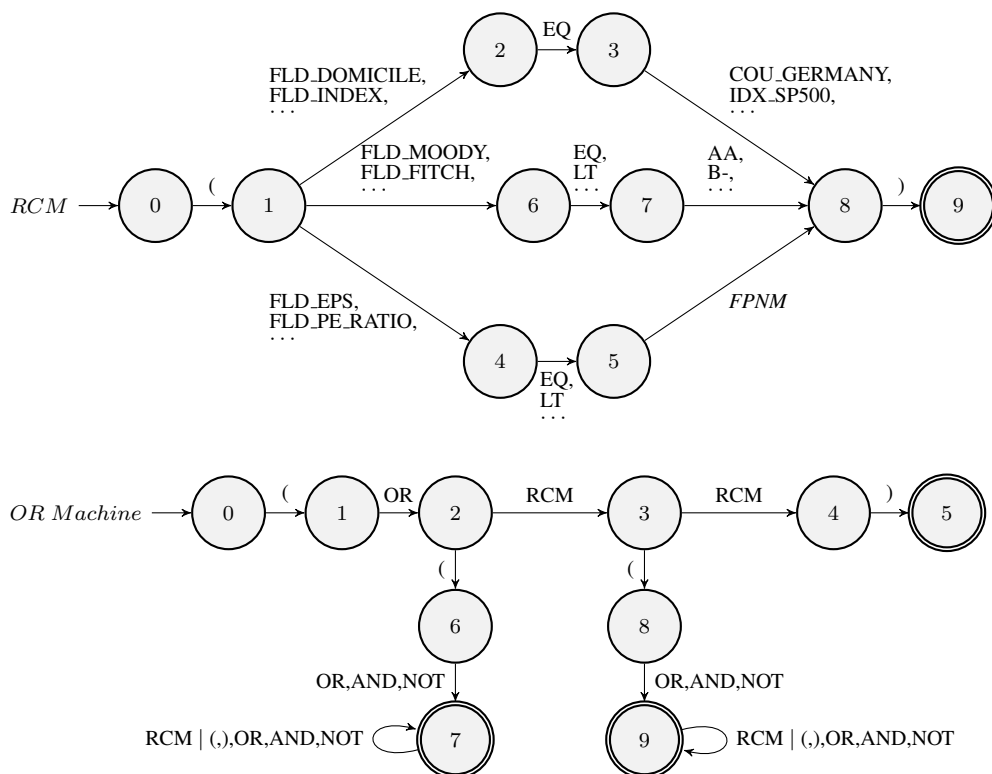 2
EQ
3
FLD_DOMICILE,
FLD_INDEX,
. . .
COU_GERMANY,
IDX_SP500,
. . .
FLD_MOODY,
FLD_FITCH,
. . .
EQ,
LT
. . .
AA,
B-,
. . .
RCM
0
(
1
6
7
8
)
9
FLD_EPS,
FLD_PE_RATIO,
. . .
FPNM
4
EQ,
LT
. . .
5
OR Machine
0
(
1
OR
2
RCM
3
RCM
4
)
5
(
(
6
8
OR,AND,NOT
OR,AND,NOT
RCM | (,),OR,AND,NOT
7
9
RCM | (,),OR,AND,NOT